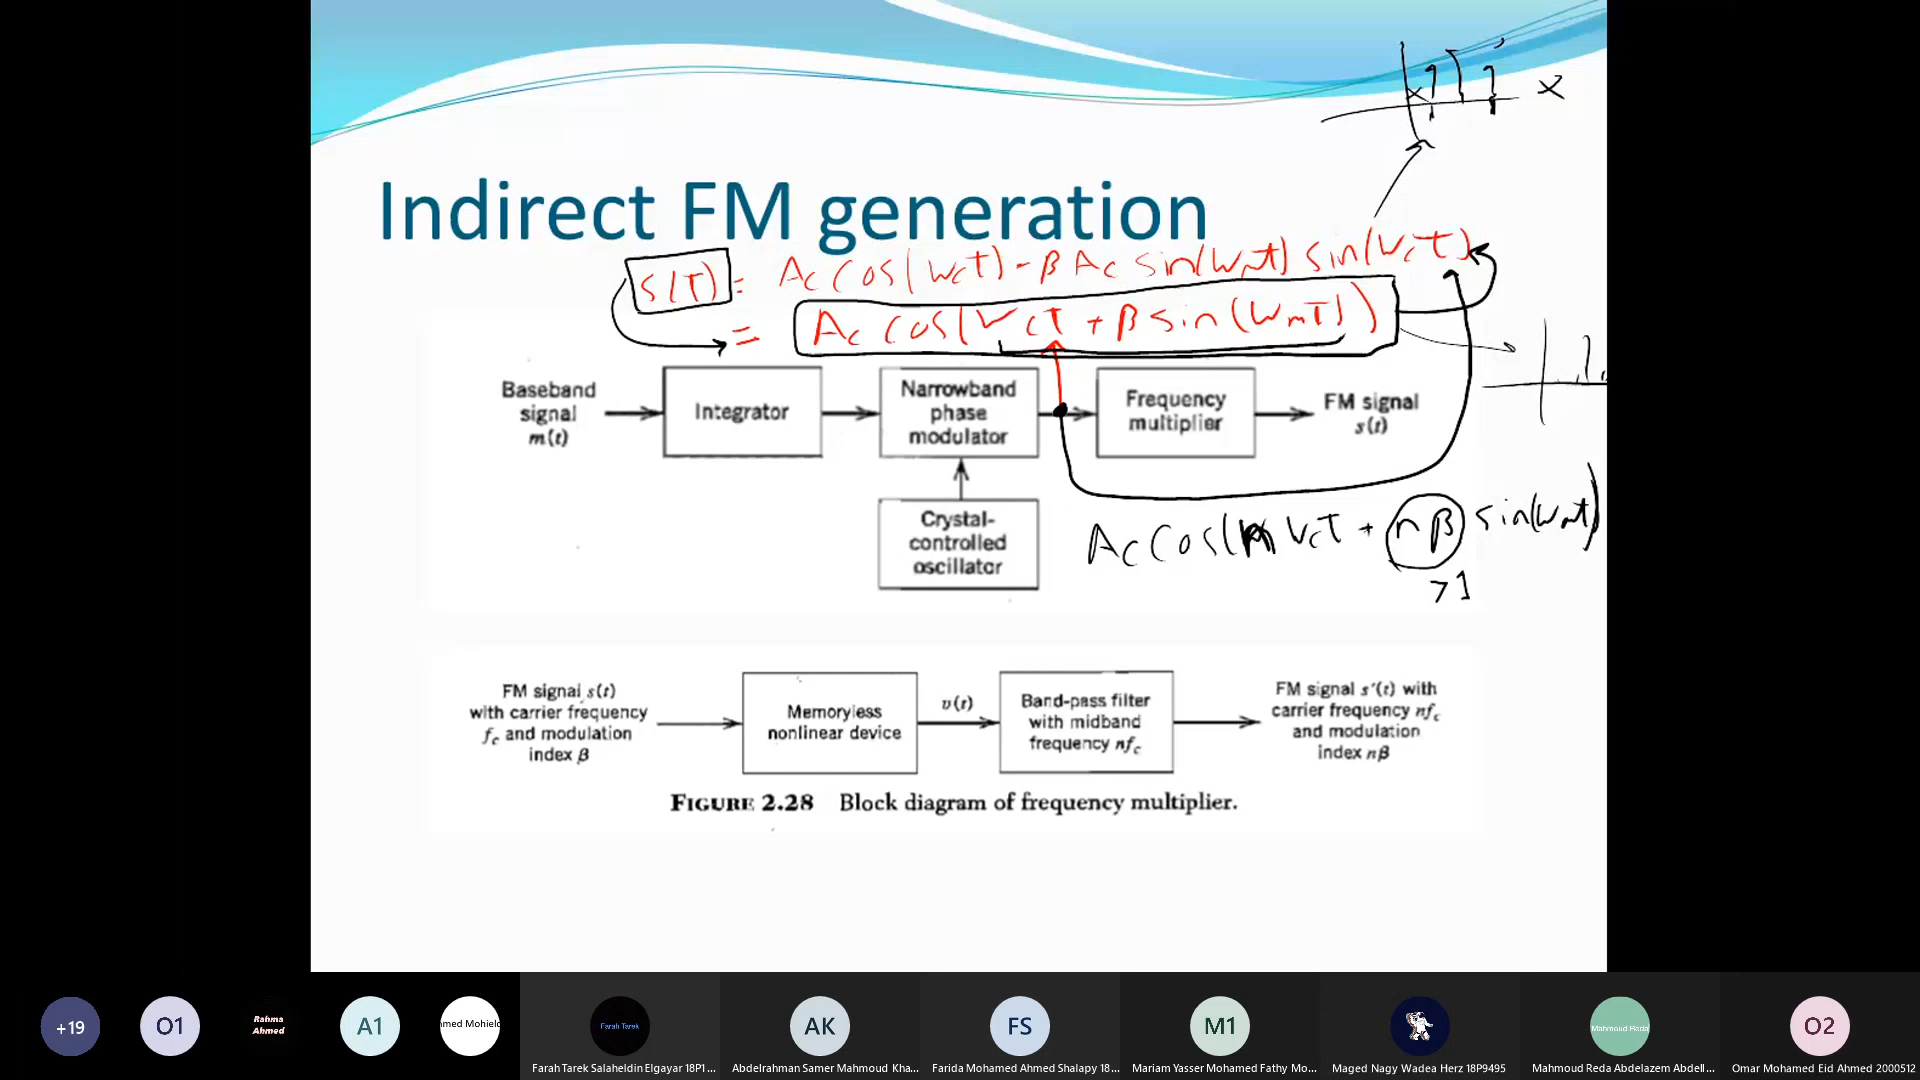 Indirect FM generation
S(T) = Ac Cos(WcT) - β Ac sin(Wmt) sin(WcT)
= Ac Cos(WcT + β sin(WmT))
Baseband
signal
m(t)
Integrator
Narrowband
phase
modulator
Frequency
multiplier
FM signal
s(t)
Crystal-
controlled
oscillator
Ac Cos(n WcT + nβ sin(wmt)
>1
FM signal s(t)
with carrier frequency
fc and modulation
index β
Memoryless
nonlinear device
v(t)
Band-pass filter
with midband
frequency nfc
FM signal s'(t) with
carrier frequency nfc
and modulation
index nβ
FIGURE 2.28 Block diagram of frequency multiplier.
+19
O1
Rahma
Ahmed
A1
hmed Mohield
Farah Tarek
AK
FS
M1
Mahmoud Reda
O2
Farah Tarek Salaheldin Elgayar 18P1...
Abdelrahman Samer Mahmoud Kha...
Farida Mohamed Ahmed Shalapy 18...
Mariam Yasser Mohamed Fathy Mo...
Maged Nagy Wadea Herz 18P9495
Mahmoud Reda Abdelazem Abdell...
Omar Mohamed Eid Ahmed 2000512